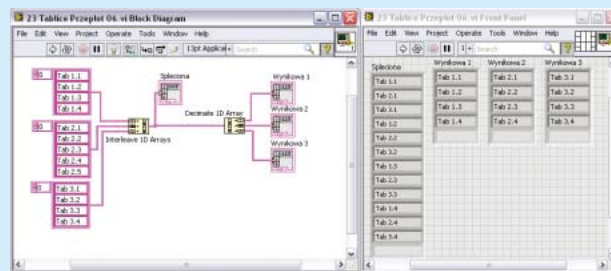 23 Tablice Przeplot 06.vi Block Diagram
File Edit View Project Operate Tools Window Help
13pt Applicat
Search
Tab 1.1
Tab 1.2
Tab 1.3
Tab 1.4
Tab 2.1
Tab 2.2
Tab 2.3
Tab 2.4
Tab 2.5
Tab 3.1
Tab 3.2
Tab 3.3
Tab 3.4
Interleave 1D Arrays
Spleciona
Decimate 1D Array
Wynikowa 1
Wynikowa 2
Wynikowa 3
23 Tablice Przeplot 06.vi Front Panel
File Edit View Project Operate Tools Window Help
Search
Spleciona
Tab 1.1
Tab 2.1
Tab 3.1
Tab 1.2
Tab 2.2
Tab 3.2
Tab 1.3
Tab 2.3
Tab 3.3
Tab 1.4
Tab 2.4
Tab 3.4
Wynikowa 1
Tab 1.1
Tab 1.2
Tab 1.3
Tab 1.4
Wynikowa 2
Tab 2.1
Tab 2.2
Tab 2.3
Tab 2.4
Wynikowa 3
Tab 3.1
Tab 3.2
Tab 3.3
Tab 3.4